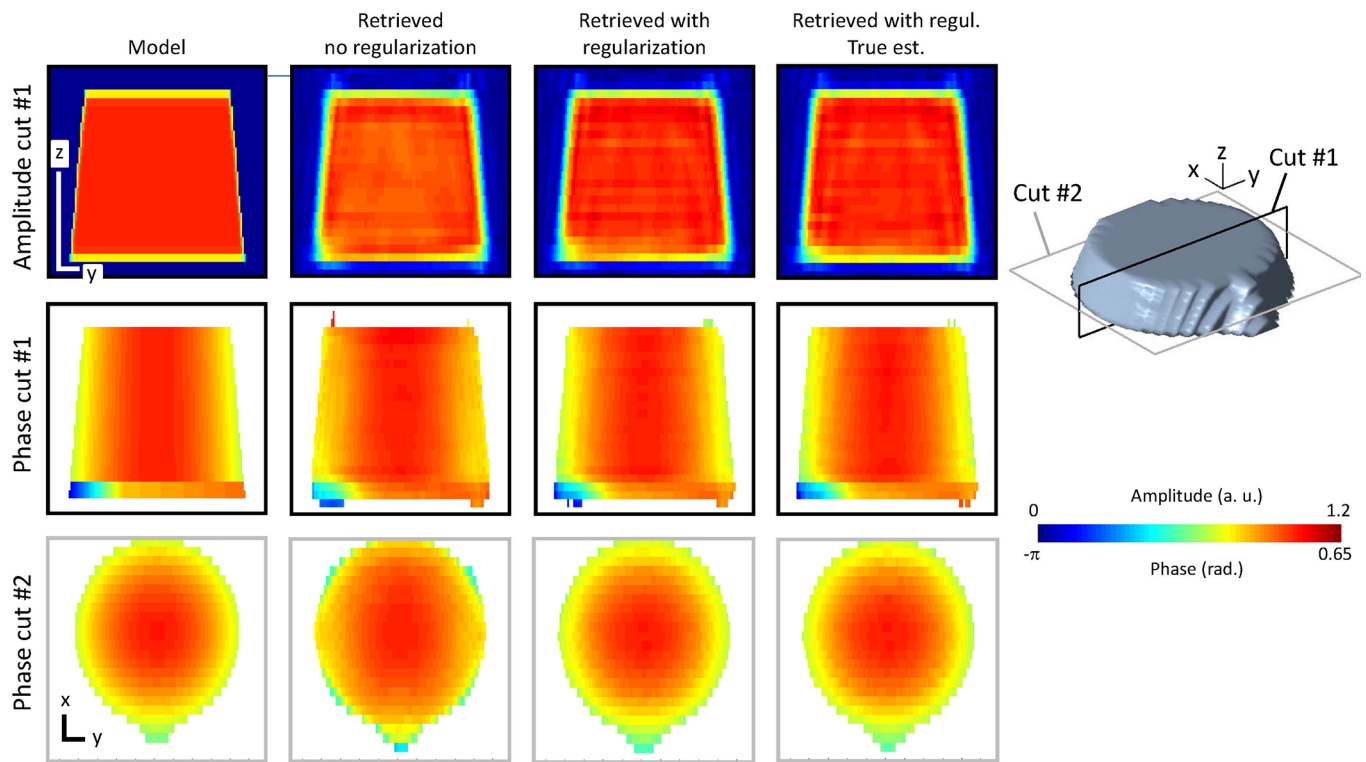 Model
Retrieved
no regularization
Retrieved with
regularization
Retrieved with regul.
True est.
Amplitude cut #1
z
y
Phase cut #1
Phase cut #2
x
y
Cut #2
x
z
y
Cut #1
Amplitude (a. u.)
0 1.2
-π 0.65
Phase (rad.)